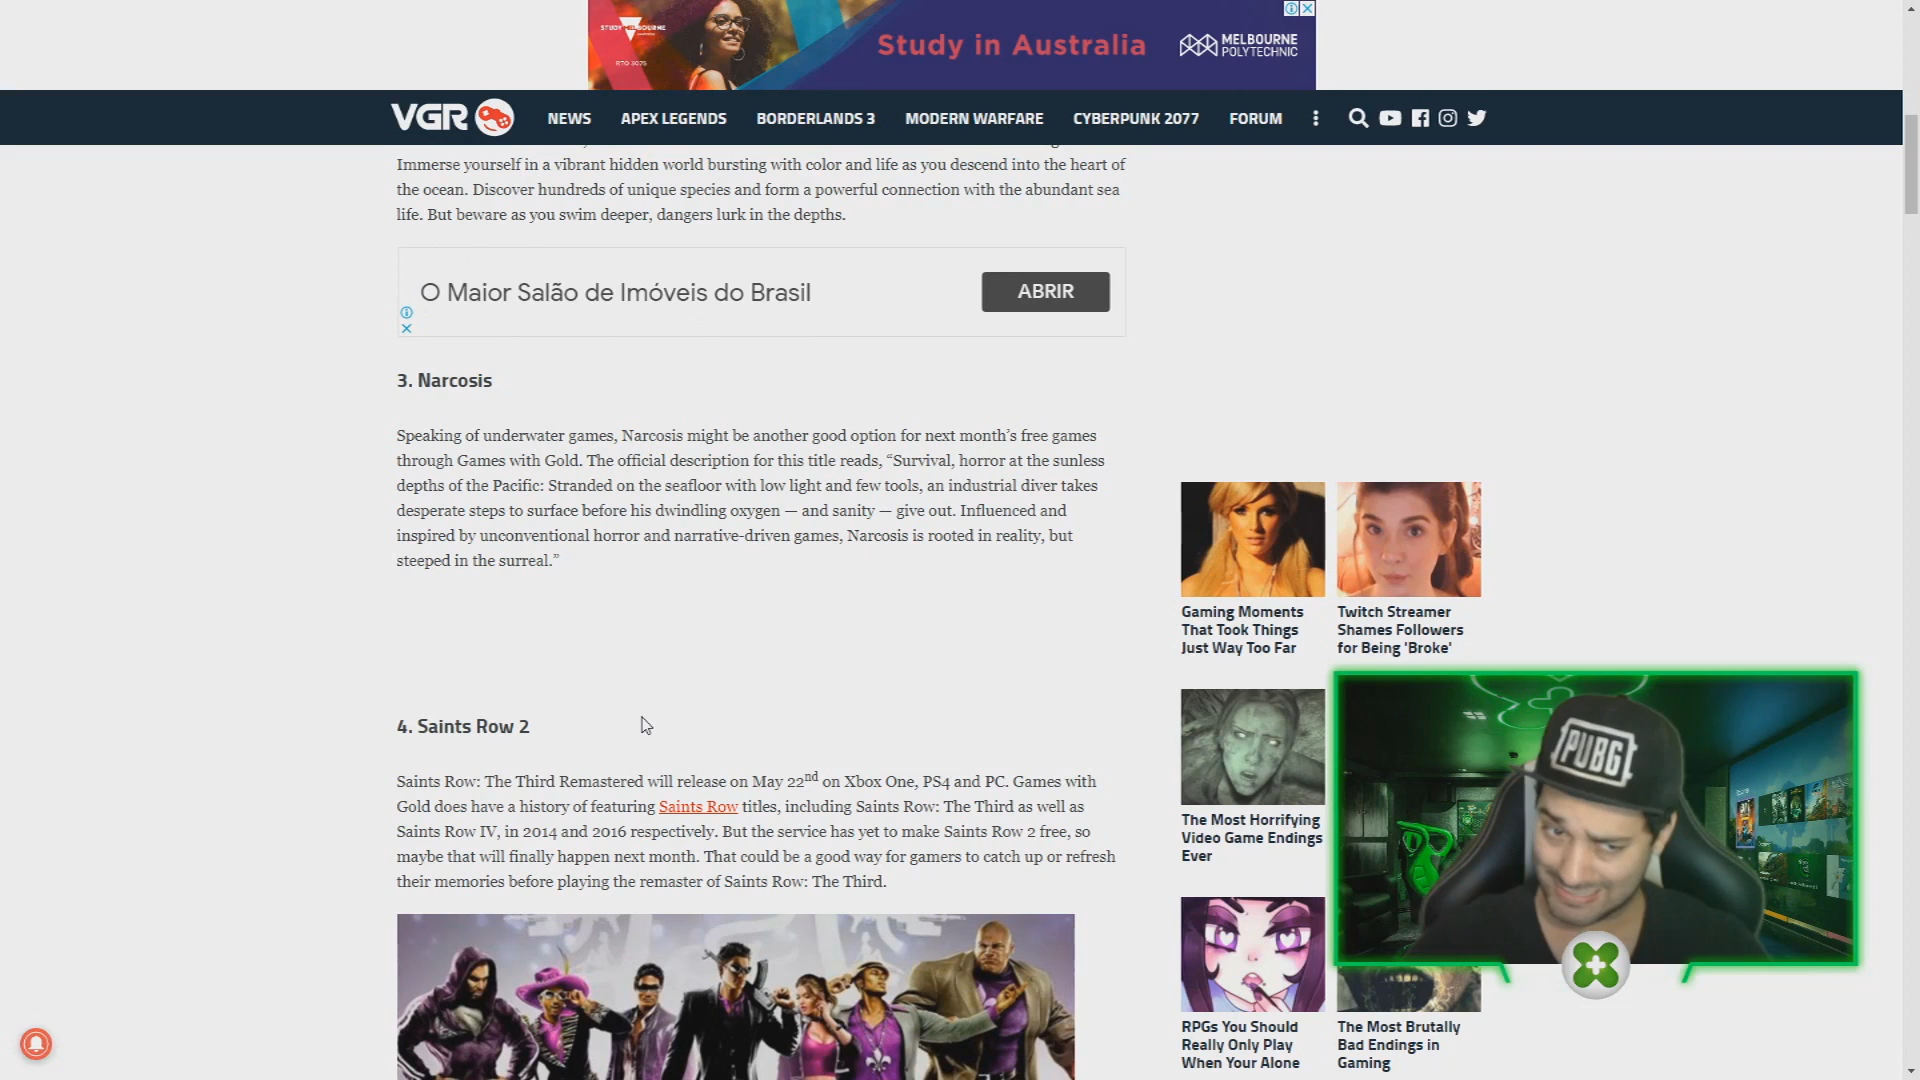 STUDY MELBOURNE
RTO 3075
Study in Australia
MELBOURNE
POLYTECHNIC
VGR
NEWS
APEX LEGENDS
BORDERLANDS 3
MODERN WARFARE
CYBERPUNK 2077
FORUM
Immerse yourself in a vibrant hidden world bursting with color and life as you descend into the heart of
the ocean. Discover hundreds of unique species and form a powerful connection with the abundant sea
life. But beware as you swim deeper, dangers lurk in the depths.
O Maior Salão de Imóveis do Brasil
ABRIR
3. Narcosis
Speaking of underwater games, Narcosis might be another good option for next month’s free games
through Games with Gold. The official description for this title reads, “Survival, horror at the sunless
depths of the Pacific: Stranded on the seafloor with low light and few tools, an industrial diver takes
desperate steps to surface before his dwindling oxygen — and sanity — give out. Influenced and
inspired by unconventional horror and narrative-driven games, Narcosis is rooted in reality, but
steeped in the surreal.”
4. Saints Row 2
Saints Row: The Third Remastered will release on May 22nd on Xbox One, PS4 and PC. Games with
Gold does have a history of featuring Saints Row titles, including Saints Row: The Third as well as
Saints Row IV, in 2014 and 2016 respectively. But the service has yet to make Saints Row 2 free, so
maybe that will finally happen next month. That could be a good way for gamers to catch up or refresh
their memories before playing the remaster of Saints Row: The Third.
Gaming Moments
That Took Things
Just Way Too Far
Twitch Streamer
Shames Followers
for Being 'Broke'
The Most Horrifying
Video Game Endings
Ever
PUBG
RPGs You Should
Really Only Play
When Your Alone
The Most Brutally
Bad Endings in
Gaming